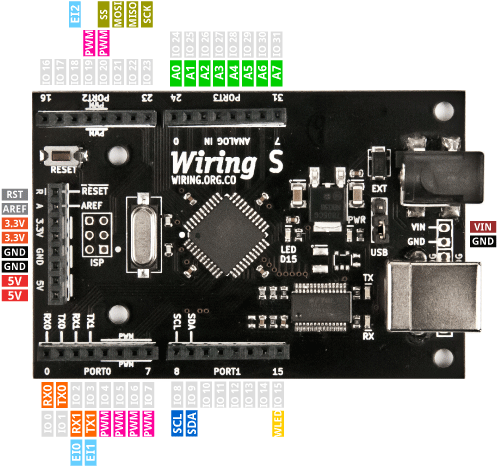 EI2
SS
MOSI
MISO
SCK
PWM
PWM
IO 16
IO 17
IO 18
IO 19
IO 20
IO 21
IO 22
IO 23
IO 24
IO 25
IO 26
IO 27
IO 28
IO 29
IO 30
IO 31
A0
A1
A2
A3
A4
A5
A6
A7
16
PORT2
PWM
23
24
PORT3
31
PWM
0
ANALOG IN
7
RESET
Wiring S
WIRING.ORG.CO
RST
AREF
3.3V
3.3V
GND
GND
5V
5V
R
A
3.3V
GND
5V
RESET
AREF
ISP
EXT
PWR
USB
LED
D15
VIN
GND
VIN
GND
TX
RX
RX0
TX0
RX1
TX1
PWM
0
PORT0
7
SCL
SDA
8
PORT1
15
IO 0
IO 1
IO 2
IO 3
IO 4
IO 5
IO 6
IO 7
IO 8
IO 9
IO 10
IO 11
IO 12
IO 13
IO 14
IO 15
RX0
TX0
RX1
TX1
PWM
PWM
PWM
PWM
SCL
SDA
WLED
EI0
EI1